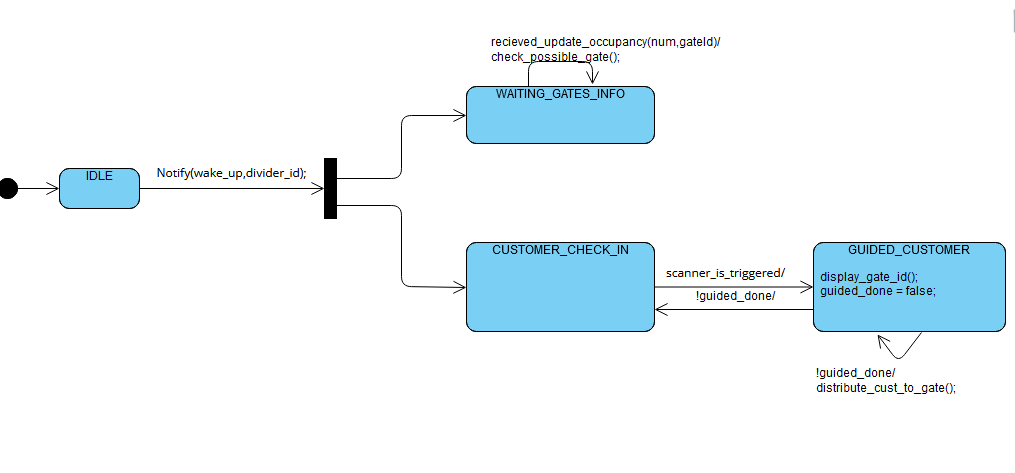 recieved_update_occupancy(num,gateId)/
check_possible_gate();
WAITING_GATES_INFO
IDLE
Notify(wake_up,divider_id);
CUSTOMER_CHECK_IN
scanner_is_triggered/
!guided_done/
GUIDED_CUSTOMER
display_gate_id();
guided_done = false;
!guided_done/
distribute_cust_to_gate();